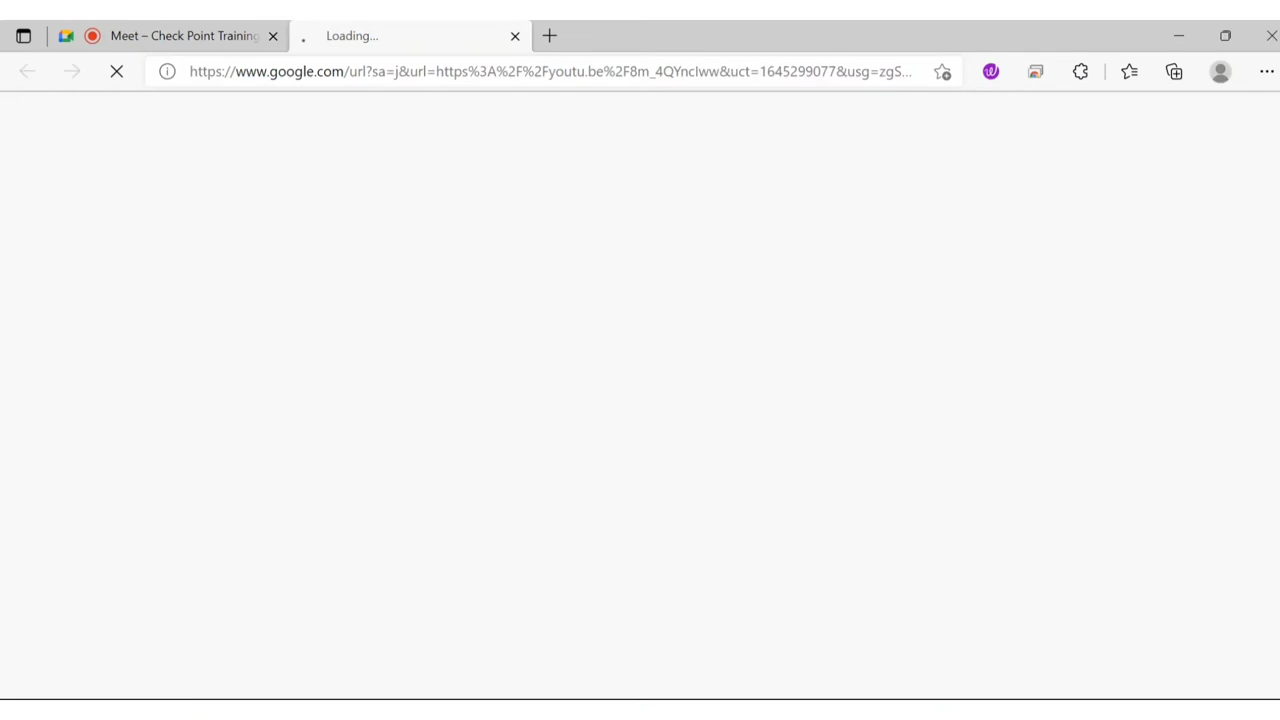 Meet – Check Point Training
Loading...
https://www.google.com/url?sa=j&url=https%3A%2F%2Fyoutu.be%2F8m_4QYncIww&uct=1645299077&usg=zgS...